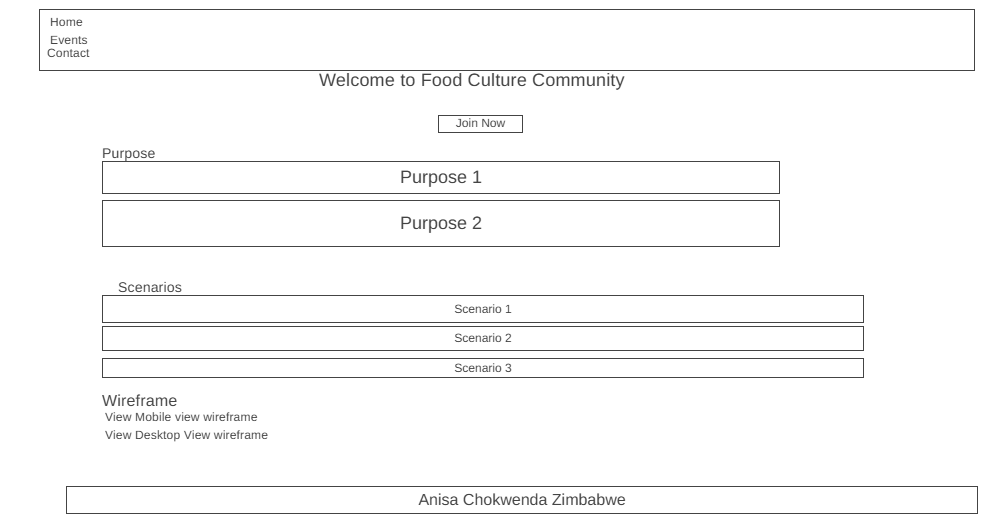 Home
Events
Contact
Welcome to Food Culture Community
Join Now
Purpose
Purpose 1
Purpose 2
Scenarios
Scenario 1
Scenario 2
Scenario 3
Wireframe
View Mobile view wireframe
View Desktop View wireframe
Anisa Chokwenda Zimbabwe